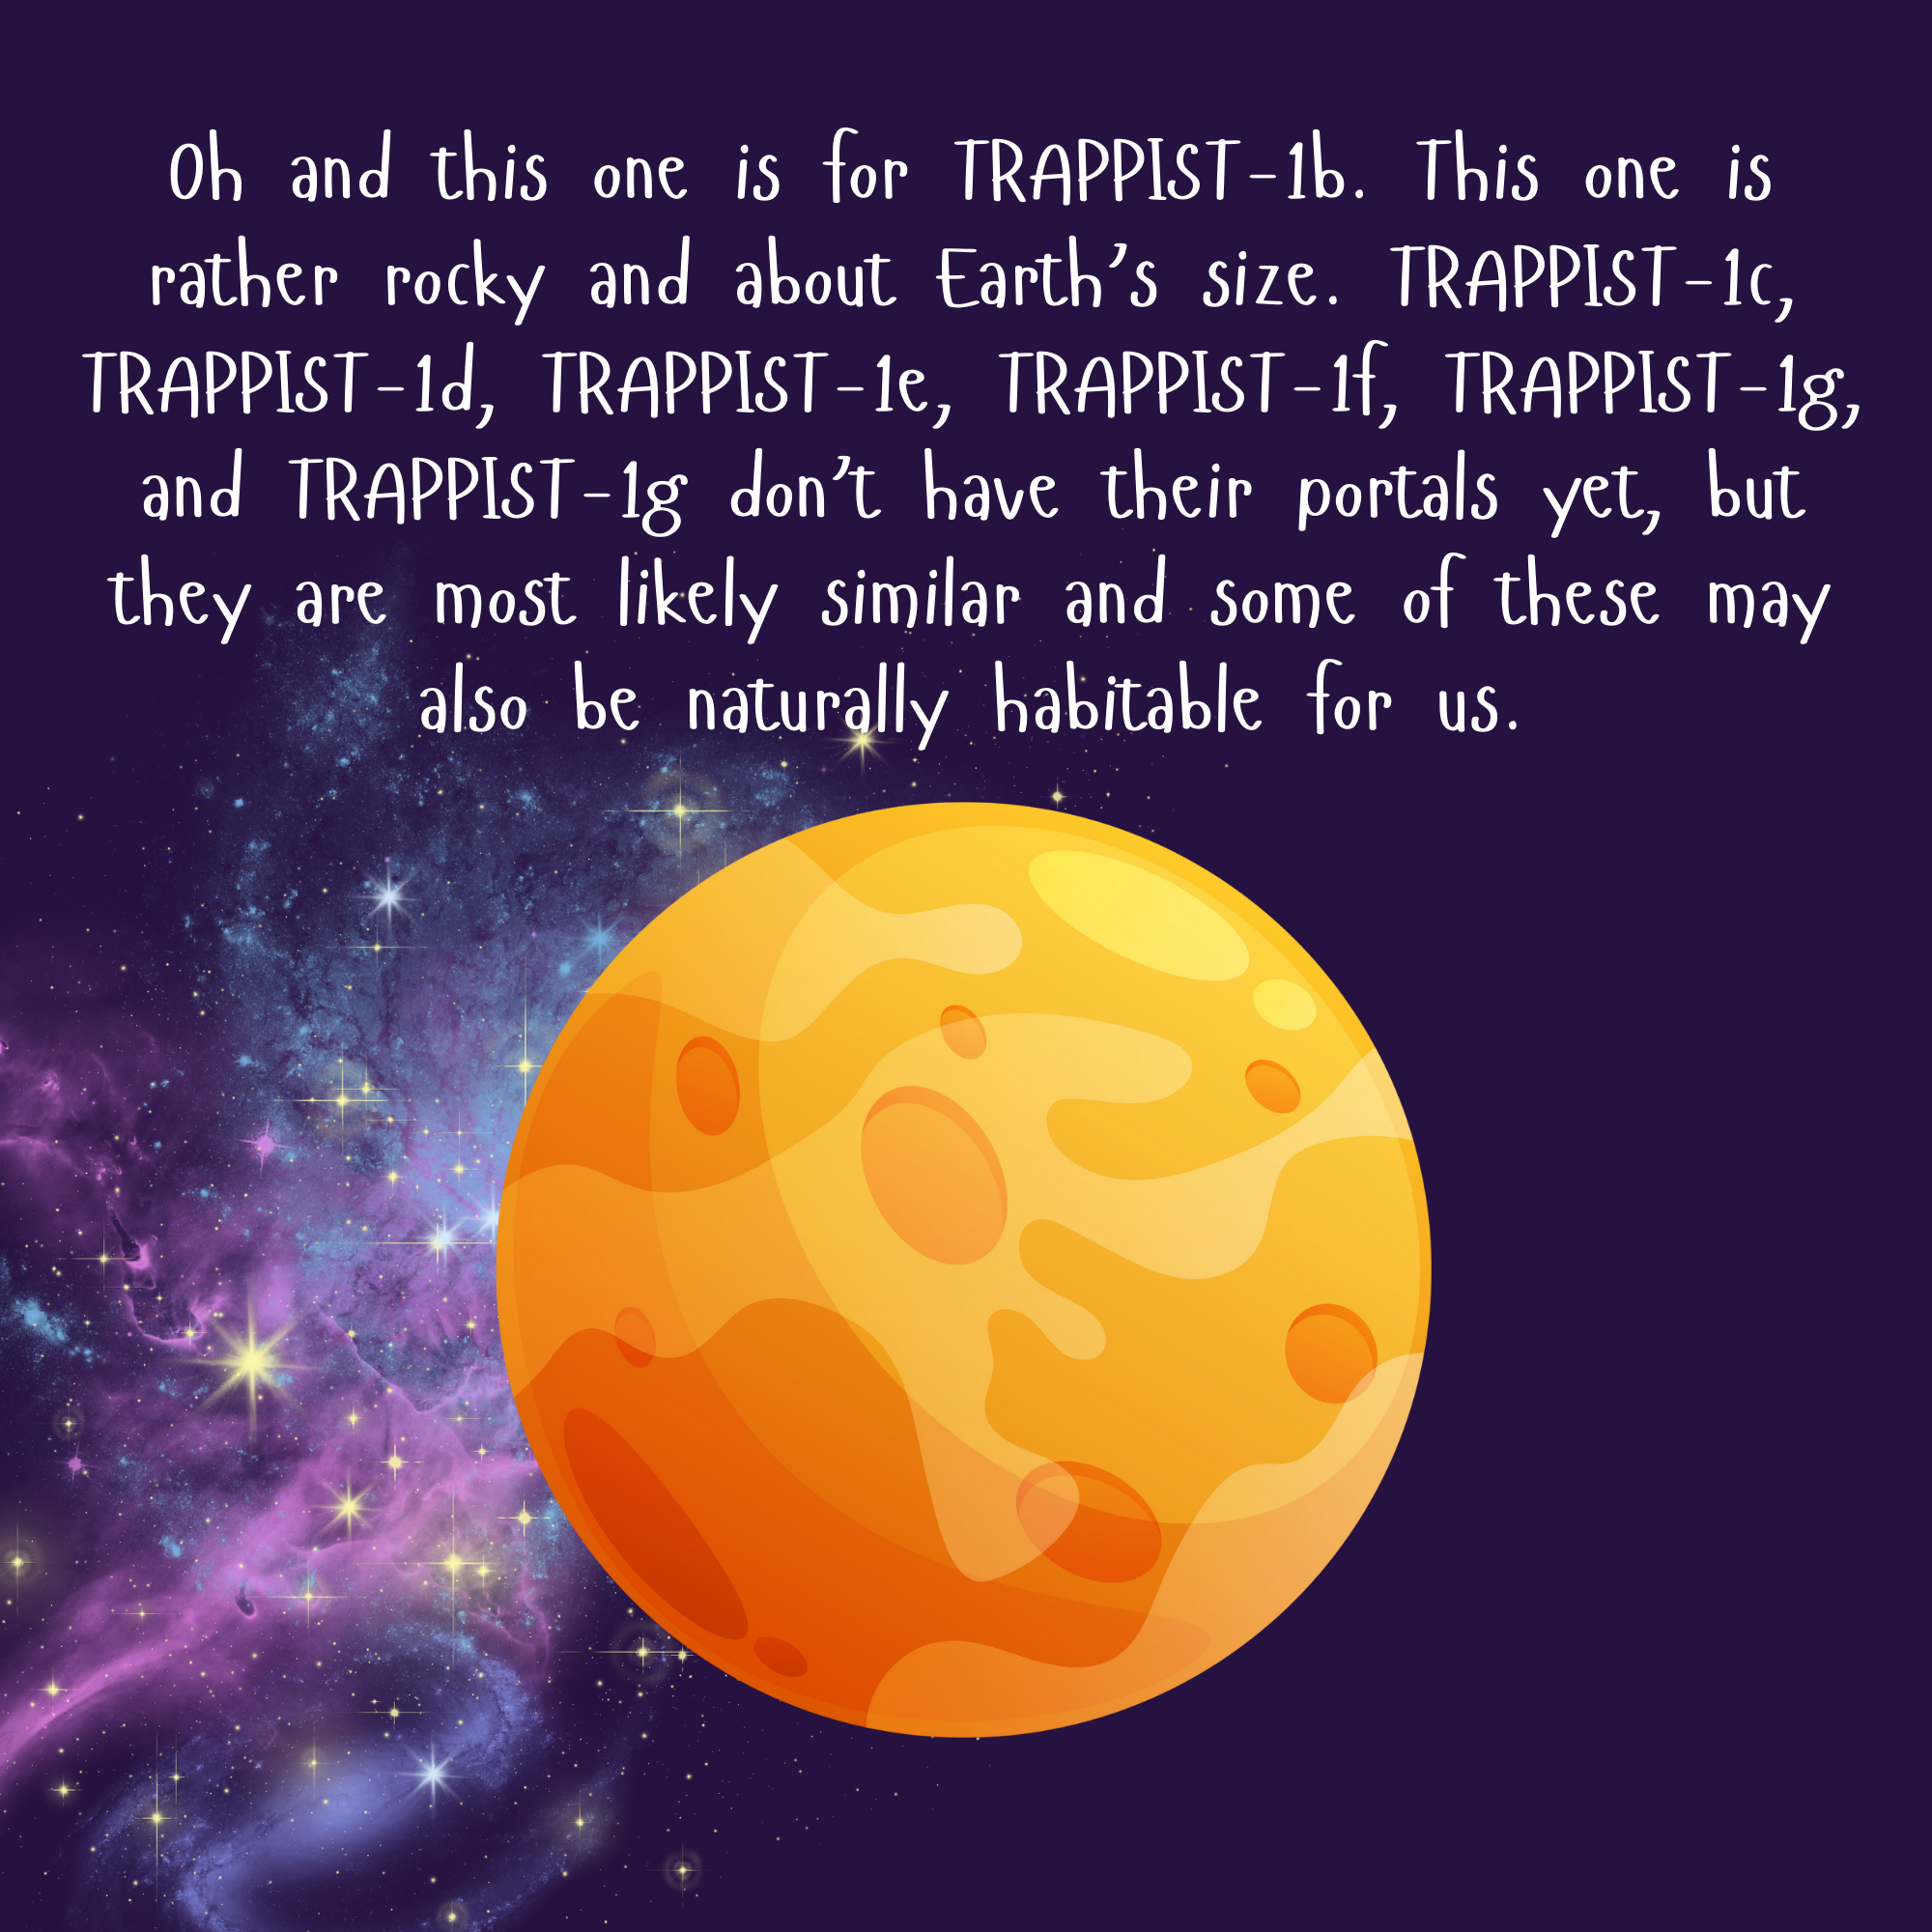 Oh and this one is for TRAPPIST-1b. This one is
rather rocky and about Earth's size. TRAPPIST-1c,
TRAPPIST-1d, TRAPPIST-1e, TRAPPIST-1f, TRAPPIST-1g,
and TRAPPIST-1g don't have their portals yet, but
they are most likely similar and some of these may
also be naturally habitable for us.